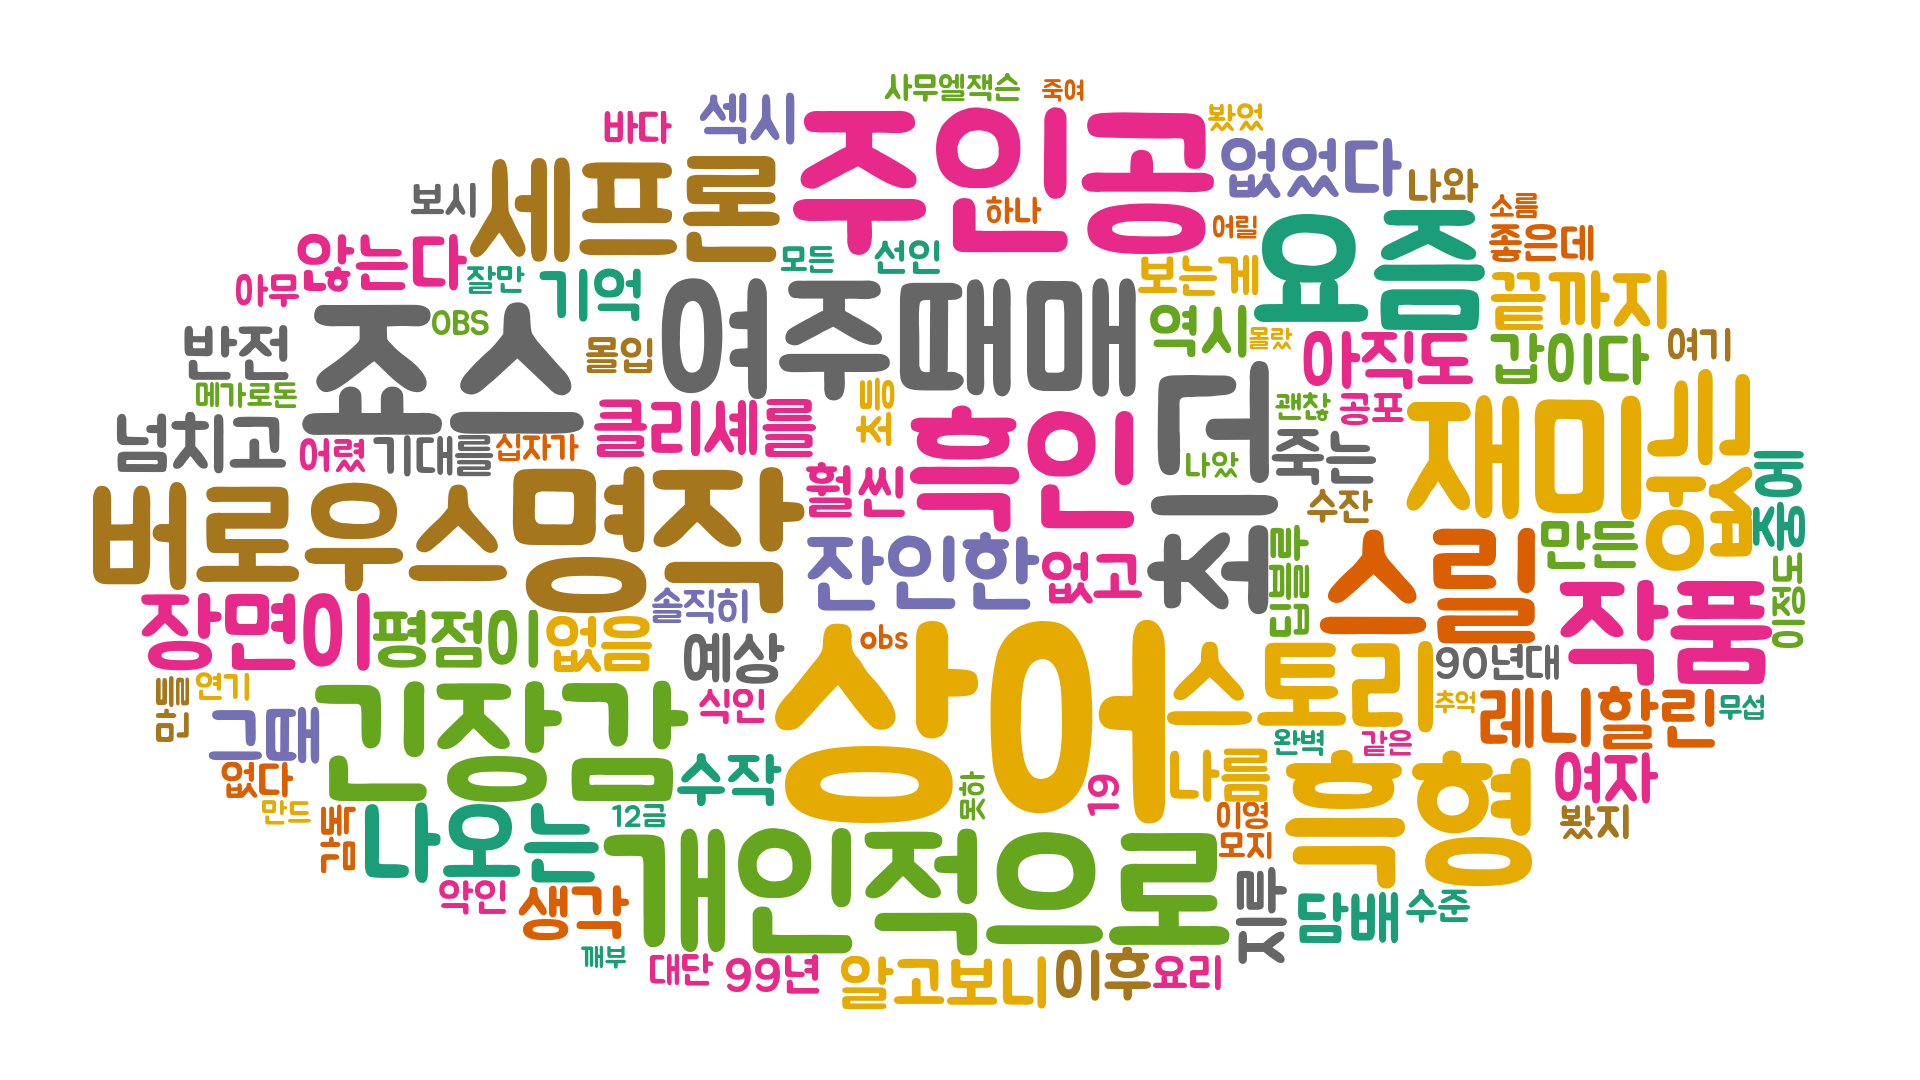 사무엘잭슨
죽여
바다
섹시
주인공
봤었
없었다
보시
세프론
하나
어릴
나와
소름
좋은데
않는다
잘만
모든
선인
요즘
아무
기억
보는게
끝까지
죠스
OBS
여주때매
역시
몰랐
반전
몰입
아직도
갑이다
여기
메가로돈
초등
더
괜찮
공포
재미
넘치고
어렸
기대를
십자가
클리셰를
흑인
나았
죽는
버로우스
명작
훨씬
수잔
중에
잔인한
없고
스릴
만든
작품
이정도
장면이
평점이
없음
솔직히
예상
상어
obs
스토리
90년대
연기
식인
추억
레니할린
무섭
그때
긴장감
수작
완벽
같은
나름
흑형
여자
없다
만드
12금
못하
19
이영
모지
봤지
나오는
개인적으로
악인
생각
담배
수준
깨부
대단
99년
알고보니
이후
요리